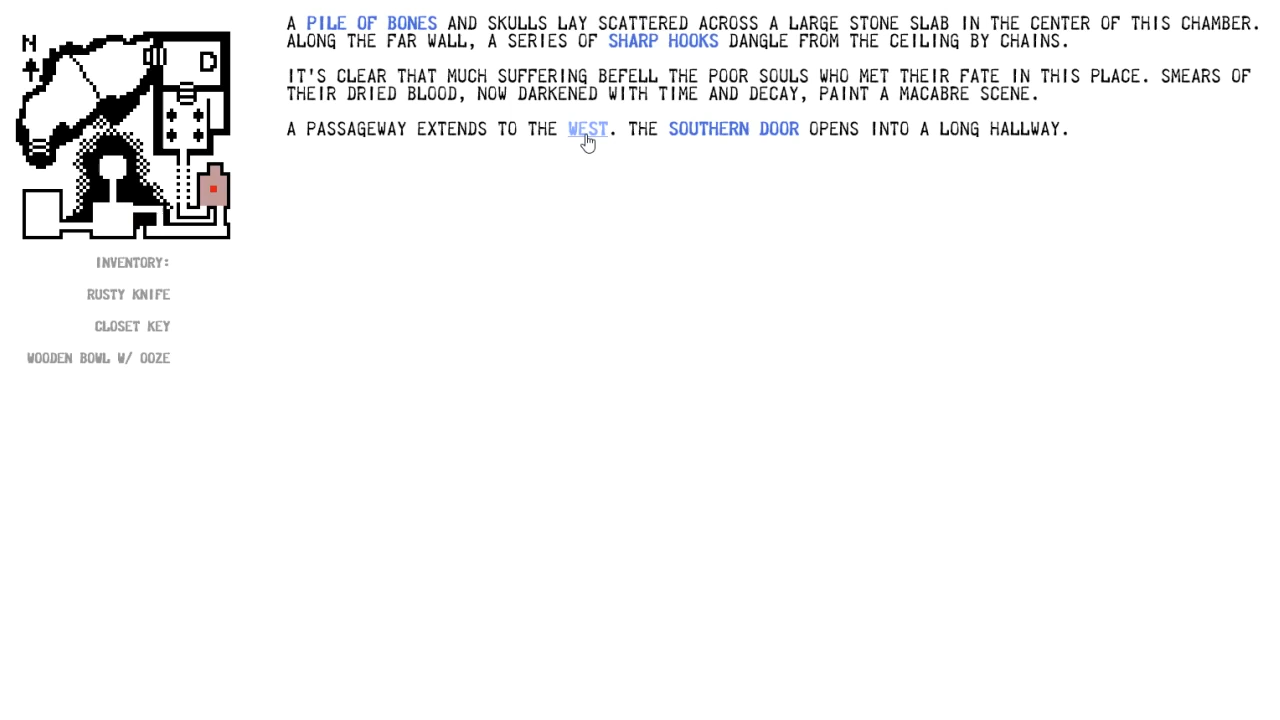 N
A PILE OF BONES AND SKULLS LAY SCATTERED ACROSS A LARGE STONE SLAB IN THE CENTER OF THIS CHAMBER.
ALONG THE FAR WALL, A SERIES OF SHARP HOOKS DANGLE FROM THE CEILING BY CHAINS.
IT'S CLEAR THAT MUCH SUFFERING BEFELL THE POOR SOULS WHO MET THEIR FATE IN THIS PLACE. SMEARS OF
THEIR DRIED BLOOD, NOW DARKENED WITH TIME AND DECAY, PAINT A MACABRE SCENE.
A PASSAGEWAY EXTENDS TO THE WEST. THE SOUTHERN DOOR OPENS INTO A LONG HALLWAY.
INVENTORY:
RUSTY KNIFE
CLOSET KEY
WOODEN BOWL W/ OOZE